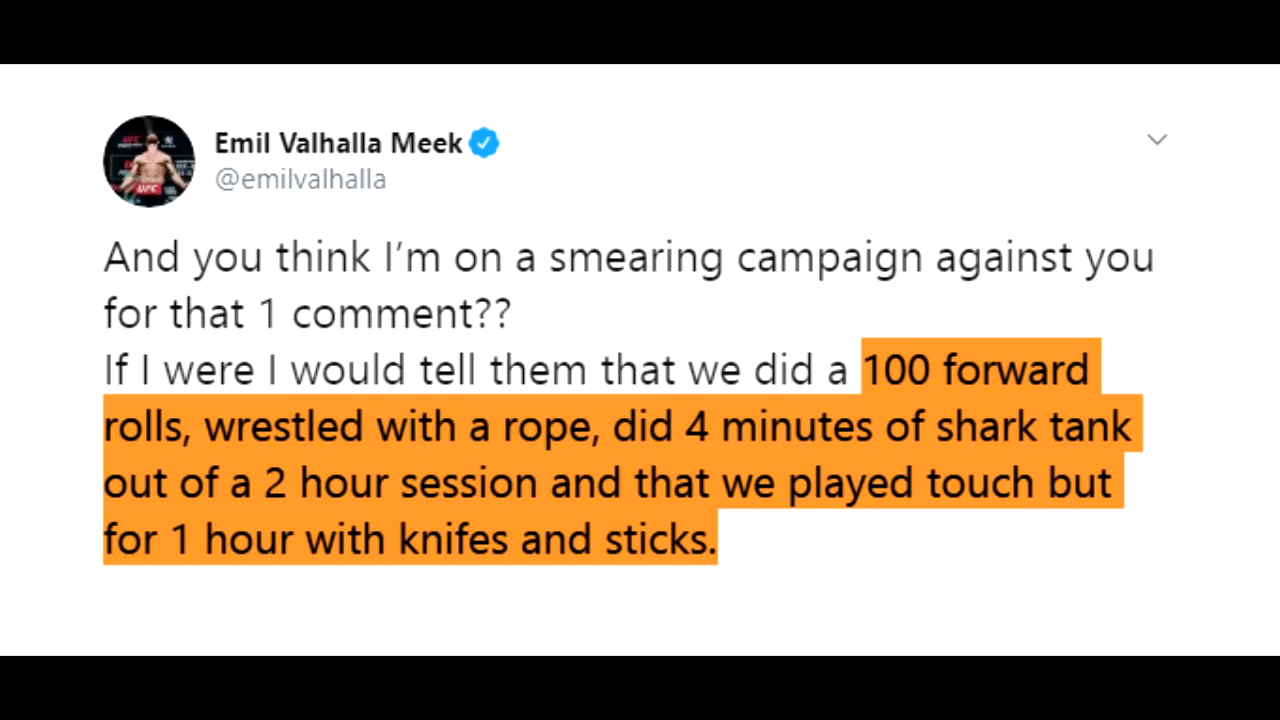 Emil Valhalla Meek
@emilvalhalla
And you think I’m on a smearing campaign against you
for that 1 comment??
If I were I would tell them that we did a 100 forward
rolls, wrestled with a rope, did 4 minutes of shark tank
out of a 2 hour session and that we played touch but
for 1 hour with knifes and sticks.